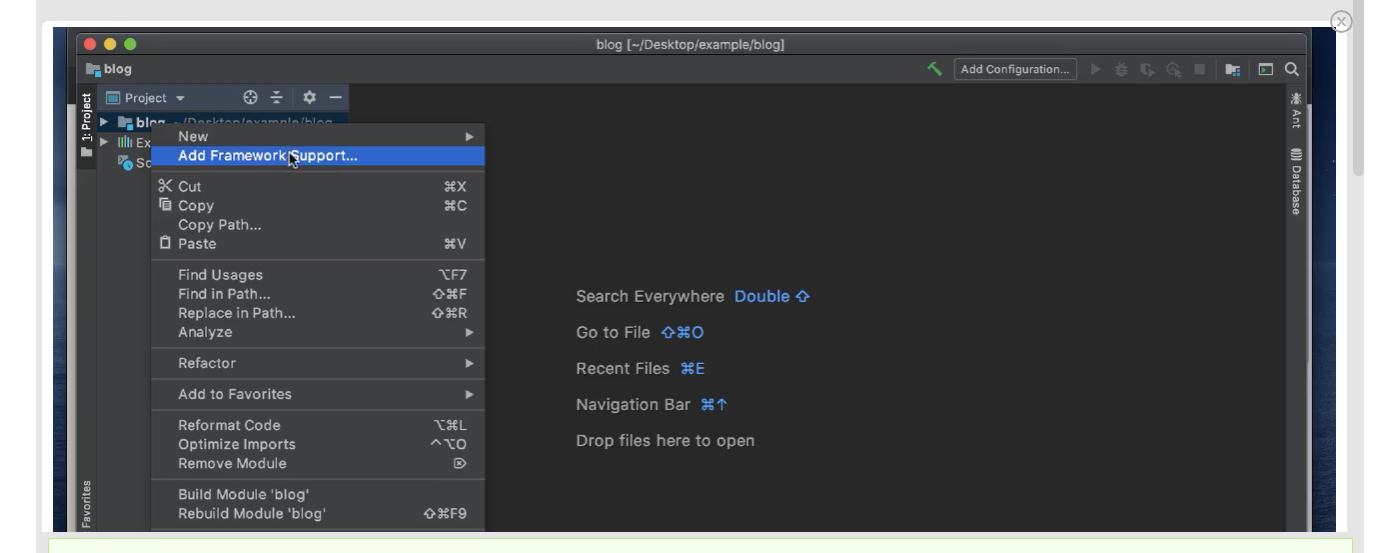 blog [~/Desktop/example/blog]
blog
Add Configuration...
1: Project
Project
blog ~/Desktop/example/blog
Ex
Sc
New
Add Framework Support...
Cut ⌘X
Copy ⌘C
Copy Path...
Paste ⌘V
Find Usages ⌥F7
Find in Path... ⇧⌘F
Replace in Path... ⇧⌘R
Analyze
Refactor
Add to Favorites
Reformat Code ⌥⌘L
Optimize Imports ^⌥O
Remove Module ⌦
Build Module 'blog'
Rebuild Module 'blog' ⇧⌘F9
Search Everywhere Double ⇧
Go to File ⇧⌘O
Recent Files ⌘E
Navigation Bar ⌘↑
Drop files here to open
Ant
Database
Favorites